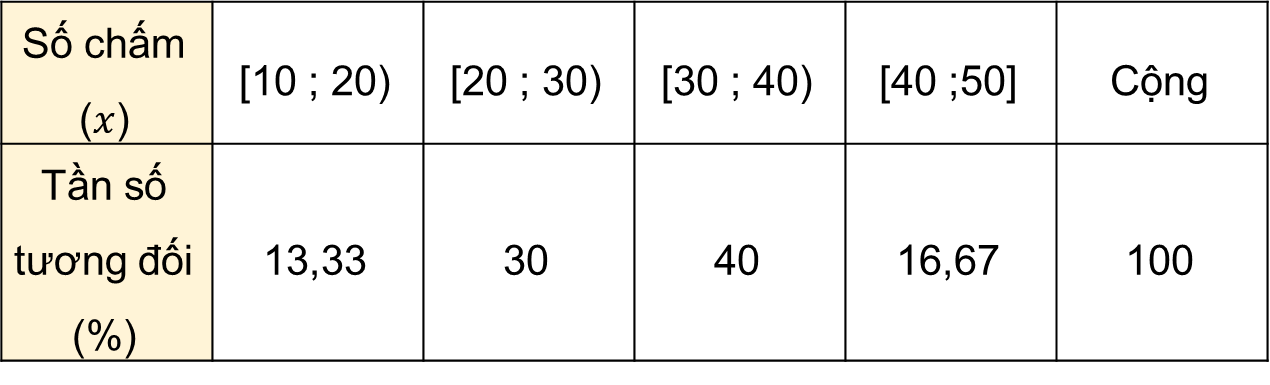 Số chấm
(x)
[10 ; 20)
[20 ; 30)
[30 ; 40)
[40 ;50]
Cộng
Tần số
tương đối
(%)
13,33
30
40
16,67
100